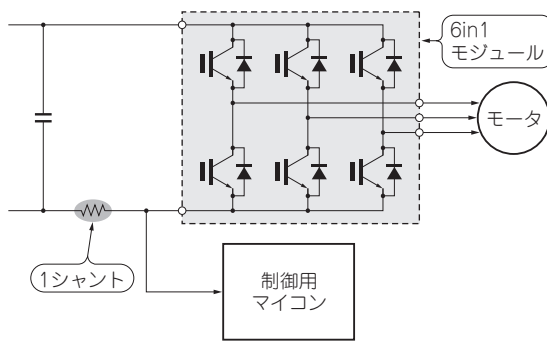 6in1
モジュール
モータ
1シャント
制御用
マイコン